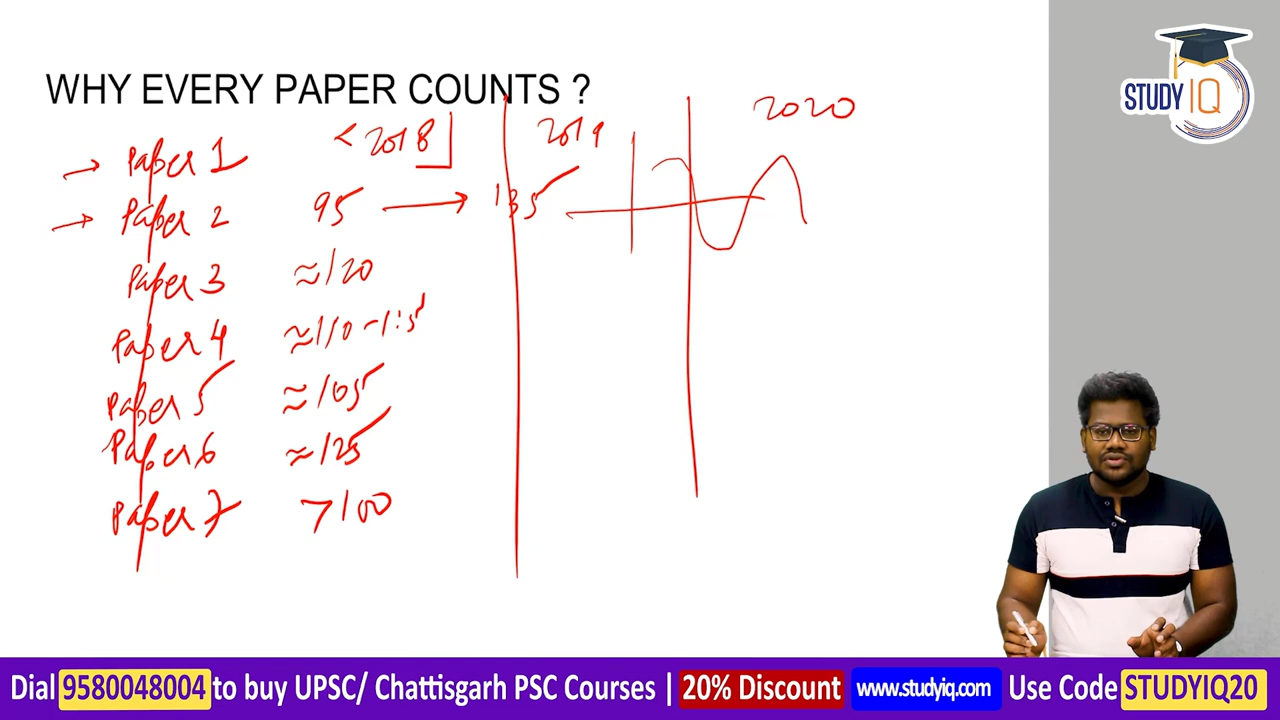 STUDY IQ
WHY EVERY PAPER COUNTS ?
2020
< 2018 2019
→ Paper 1
→ Paper 2 95 → 135
Paper 3 ≈120
Paper 4 ≈110-115
Paper 5 ≈105
Paper 6 ≈125
Paper 7 >100
Dial 9580048004 to buy UPSC/ Chattisgarh PSC Courses | 20% Discount www.studyiq.com Use Code STUDYIQ20